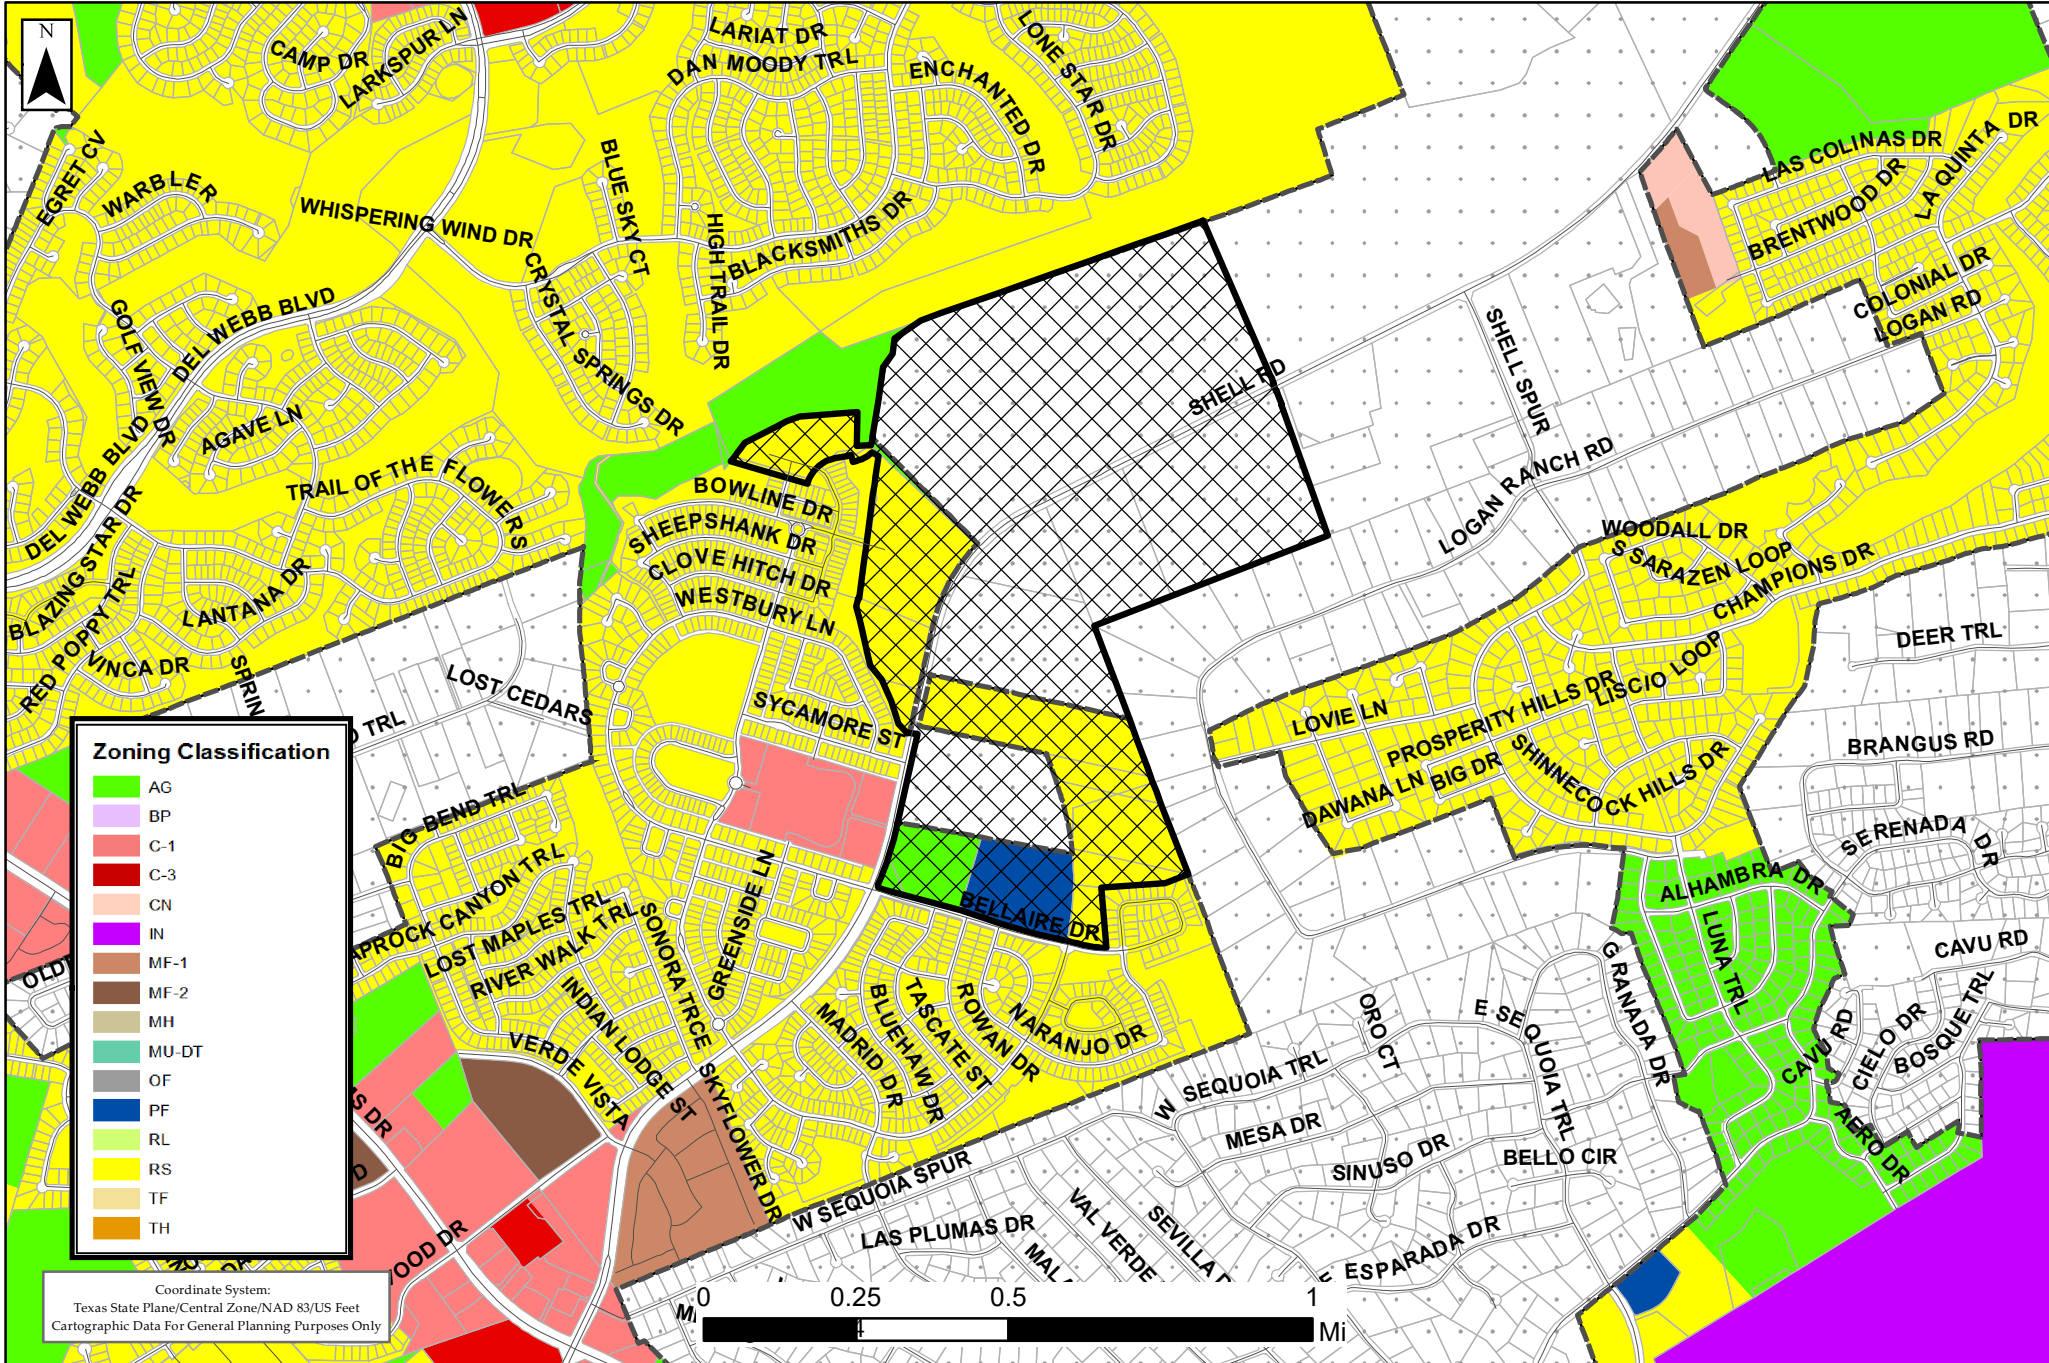 N
CAMP DR
LARKSPUR LN
LARIAT DR
DAN MOODY TRL
ENCHANTED DR
LONE STAR DR
EGRET CV
WARBLER
WHISPERING WIND DR
BLUE SKY CT
HIGH TRAIL DR
BLACKSMITHS DR
CRYSTAL SPRINGS DR
GOLF VIEW DR
DEL WEBB BLVD
AGAVE LN
DEL WEBB BLVD
TRAIL OF THE FLOWERS
BLAZING STAR DR
RED POPPY TRL
LANTANA DR
VINCA DR
SPRIN
LOST CEDARS
D TRL
BOWLINE DR
SHEEPSHANK DR
CLOVE HITCH DR
WESTBURY LN
SYCAMORE ST
SHELL RD
SHELL SPUR
LOGAN RANCH RD
LAS COLINAS DR
LA QUINTA DR
BRENTWOOD DR
COLONIAL DR
LOGAN RD
WOODALL DR
S SARAZEN LOOP
CHAMPIONS DR
DEER TRL
LISCIO LOOP
LOVIE LN
PROSPERITY HILLS DR
BIG DR
DAWANA LN
SHINNECOCK HILLS DR
BRANGUS RD
SERENADA DR
ALHAMBRA DR
LUNA TRL
CAVU RD
CAVU RD
CIELO DR
BOSQUE TRL
AERO DR
GRANADA DR
BIG BEND TRL
APROCK CANYON TRL
LOST MAPLES TRL
RIVER WALK TRL
SONORA TRCE
GREENSIDE LN
INDIAN LODGE ST
VERDE VISTA
SKYFLOWER DR
BELLAIRE DR
MADRID DR
BLUEHAW DR
TASCATE ST
ROWAN DR
NARANJO DR
W SEQUOIA SPUR
W SEQUOIA TRL
ORO CT
E SEQUOIA TRL
MESA DR
SINUSO DR
BELLO CIR
ESPARADA DR
LAS PLUMAS DR
VAL VERDE
SEVILLA D
MALA
OLD
S DR
D
OOD DR
Zoning Classification
AG
BP
C-1
C-3
CN
IN
MF-1
MF-2
MH
MU-DT
OF
PF
RL
RS
TF
TH
Coordinate System:
Texas State Plane/Central Zone/NAD 83/US Feet
Cartographic Data For General Planning Purposes Only
0 0.25 0.5 1
Mi